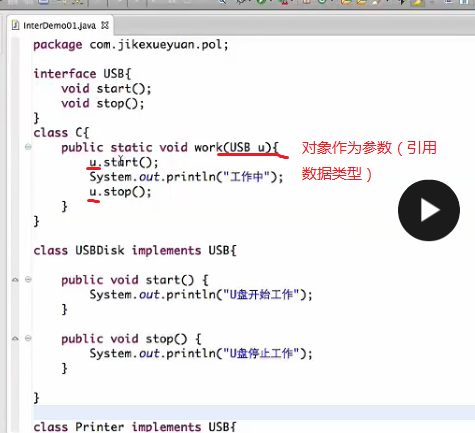 InterDemo01.java
package com.jikexueyuan.pol;
interface USB{
void start();
void stop();
}
class C{
public static void work(USB u){
对象作为参数（引用
数据类型）
u.start();
System.out.println("工作中");
u.stop();
}
}
class USBDisk implements USB{
public void start() {
System.out.println("U盘开始工作");
}
public void stop() {
System.out.println("U盘停止工作");
}
}
class Printer implements USB{